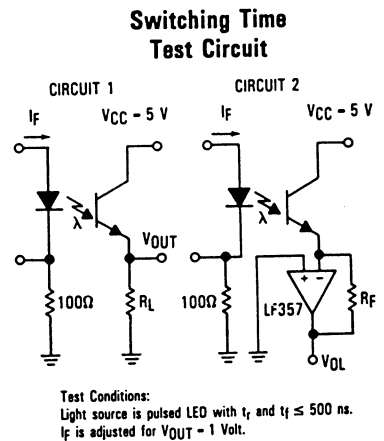 Switching Time
Test Circuit
CIRCUIT 1
CIRCUIT 2
IF
VCC - 5 V
IF
VCC - 5 V
λ
λ
VOUT
100Ω
RL
100Ω
+ −
LF357
RF
VOL
Test Conditions:
Light source is pulsed LED with tr and tf ≤ 500 ns.
IF is adjusted for VOUT - 1 Volt.